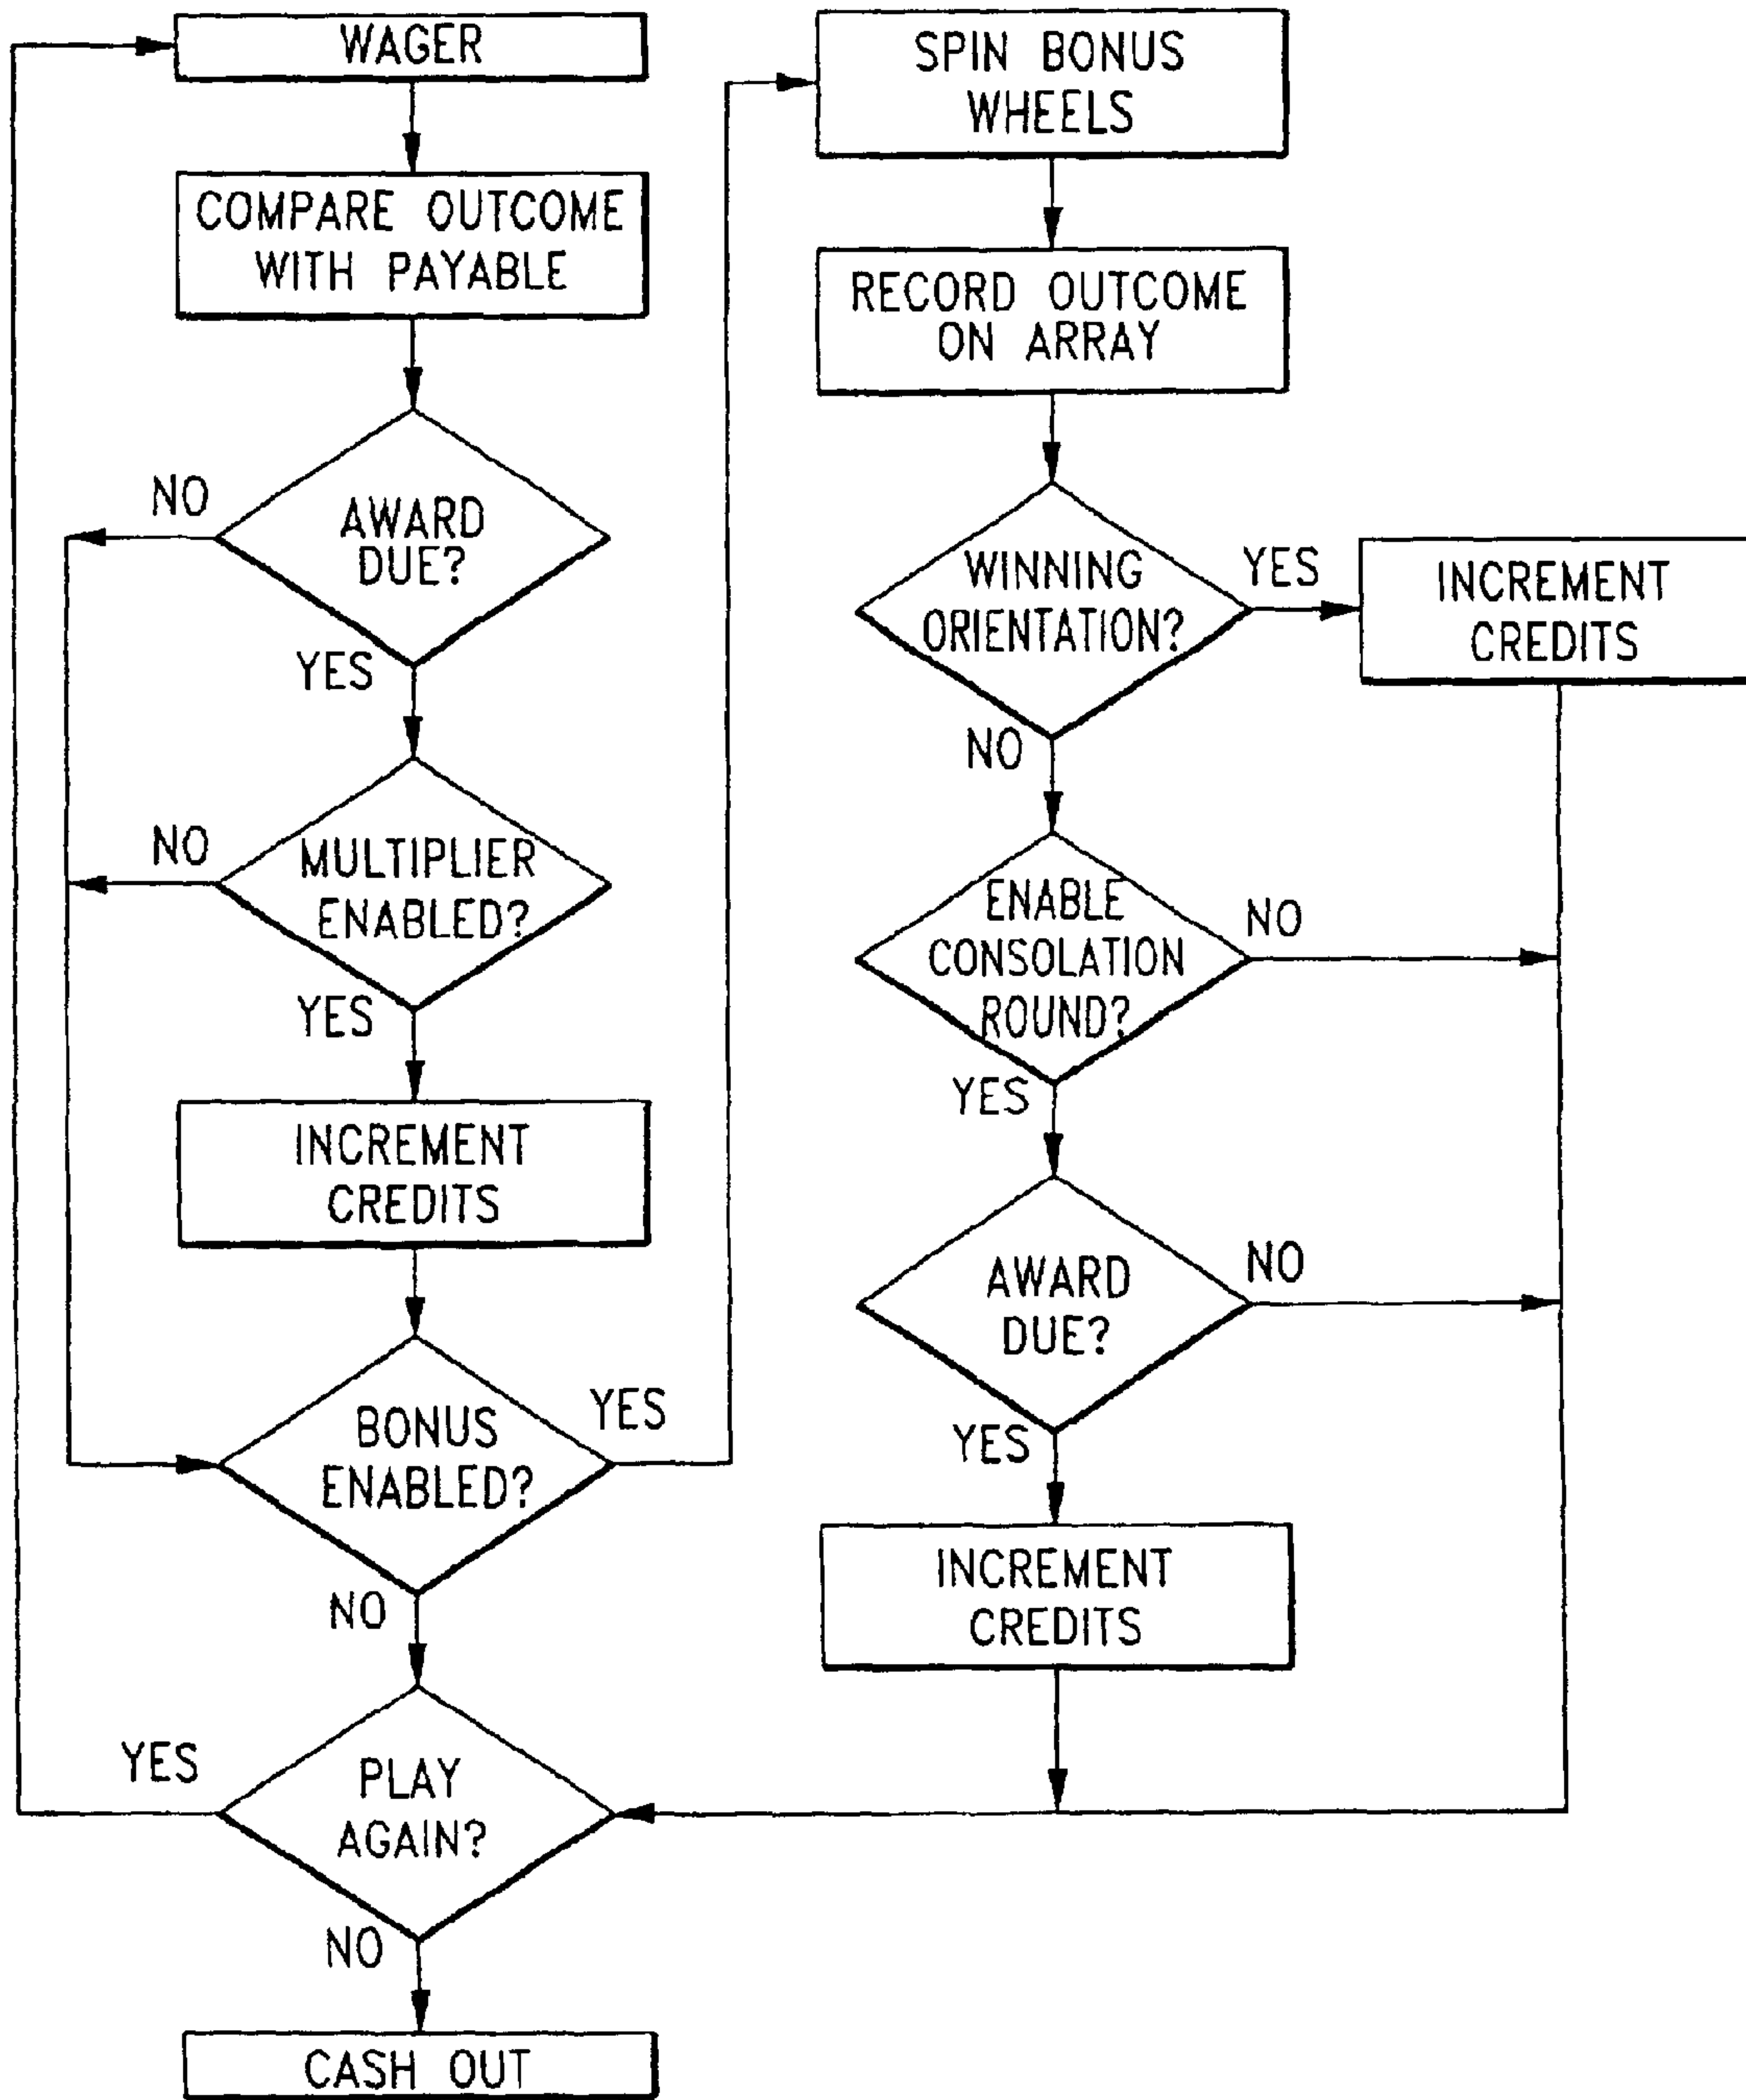 WAGER
COMPARE OUTCOME
WITH PAYABLE
AWARD
DUE?
NO
YES
MULTIPLIER
ENABLED?
NO
YES
INCREMENT
CREDITS
BONUS
ENABLED?
YES
NO
PLAY
AGAIN?
YES
NO
CASH OUT
SPIN BONUS
WHEELS
RECORD OUTCOME
ON ARRAY
WINNING
ORIENTATION?
YES
INCREMENT
CREDITS
NO
ENABLE
CONSOLATION
ROUND?
NO
YES
AWARD
DUE?
NO
YES
INCREMENT
CREDITS